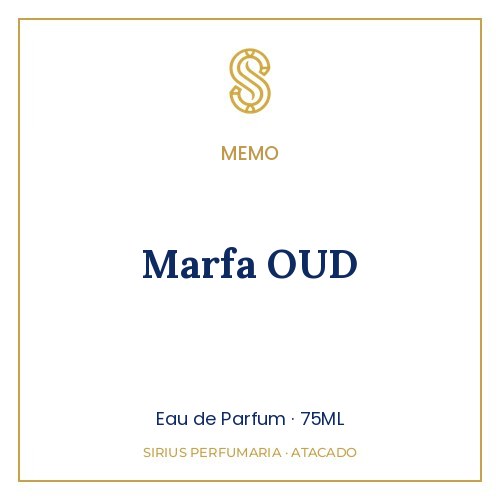 MEMO
Marfa OUD
Eau de Parfum · 75ML
SIRIUS PERFUMARIA · ATACADO